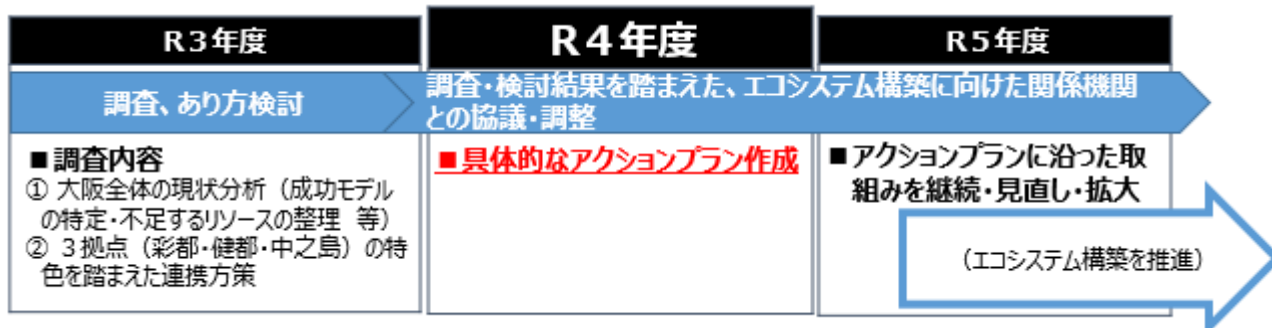 R3年度
R4年度
R5年度
調査、あり方検討
調査・検討結果を踏まえた、エコシステム構築に向けた関係機関
との協議・調整
■調査内容
① 大阪全体の現状分析（成功モデル
の特定・不足するリソースの整理 等）
② 3拠点（彩都・健都・中之島）の特
色を踏まえた連携方策
■具体的なアクションプラン作成
■アクションプランに沿った取
組みを継続・見直し・拡大
（エコシステム構築を推進）